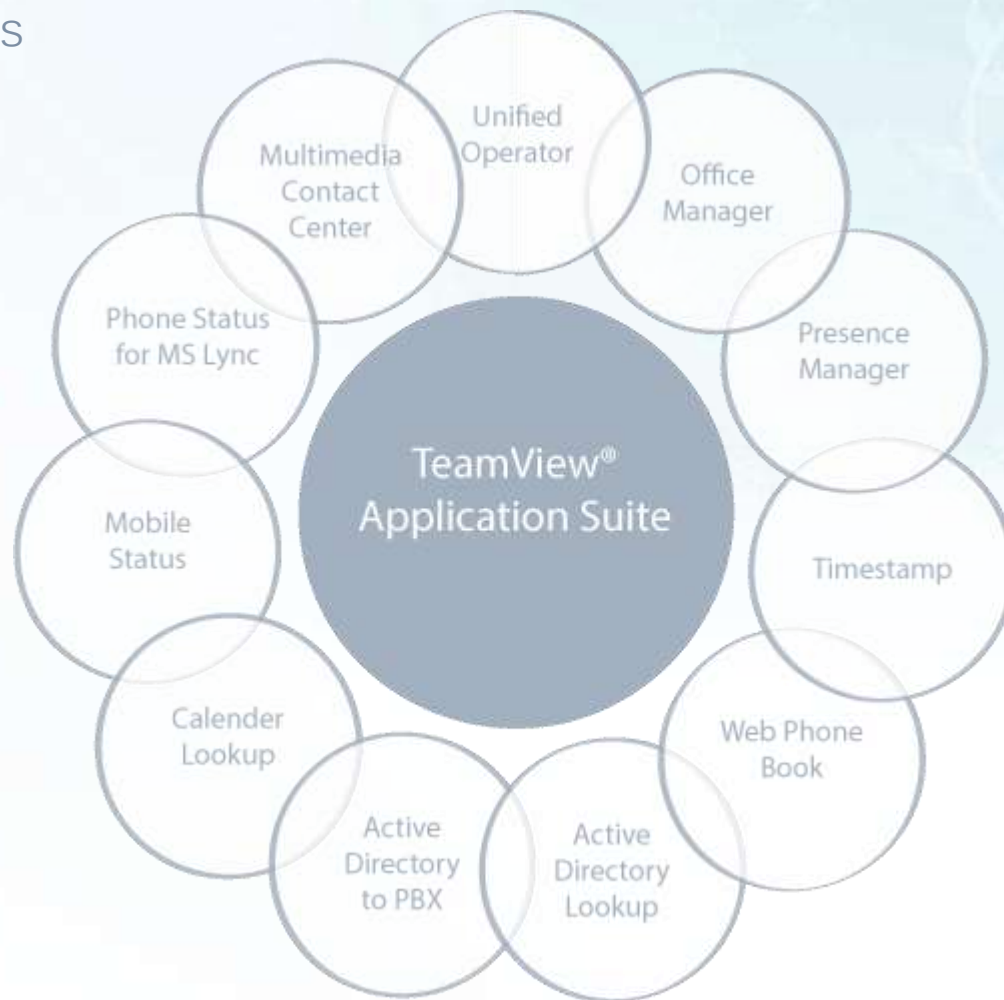 S
Unified
Operator
Office
Manager
Presence
Manager
Timestamp
Web Phone
Book
Active
Directory
Lookup
Active
Directory
to PBX
Calender
Lookup
Mobile
Status
Phone Status
for MS Lync
Multimedia
Contact
Center
TeamView®
Application Suite